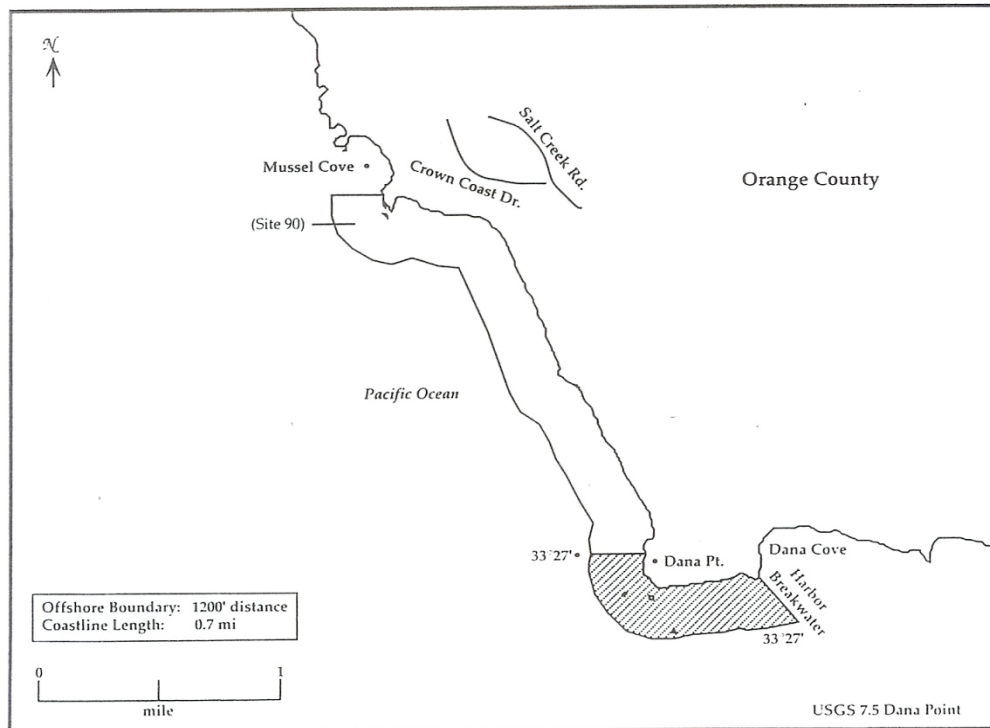 N
Mussel Cove
(Site 90)
Crown Coast Dr.
Salt Creek Rd.
Orange County
Pacific Ocean
33°27'
Dana Pt.
Dana Cove
Harbor
Breakwater
33°27'
Offshore Boundary: 1200' distance
Coastline Length: 0.7 mi
0 1
mile
USGS 7.5 Dana Point